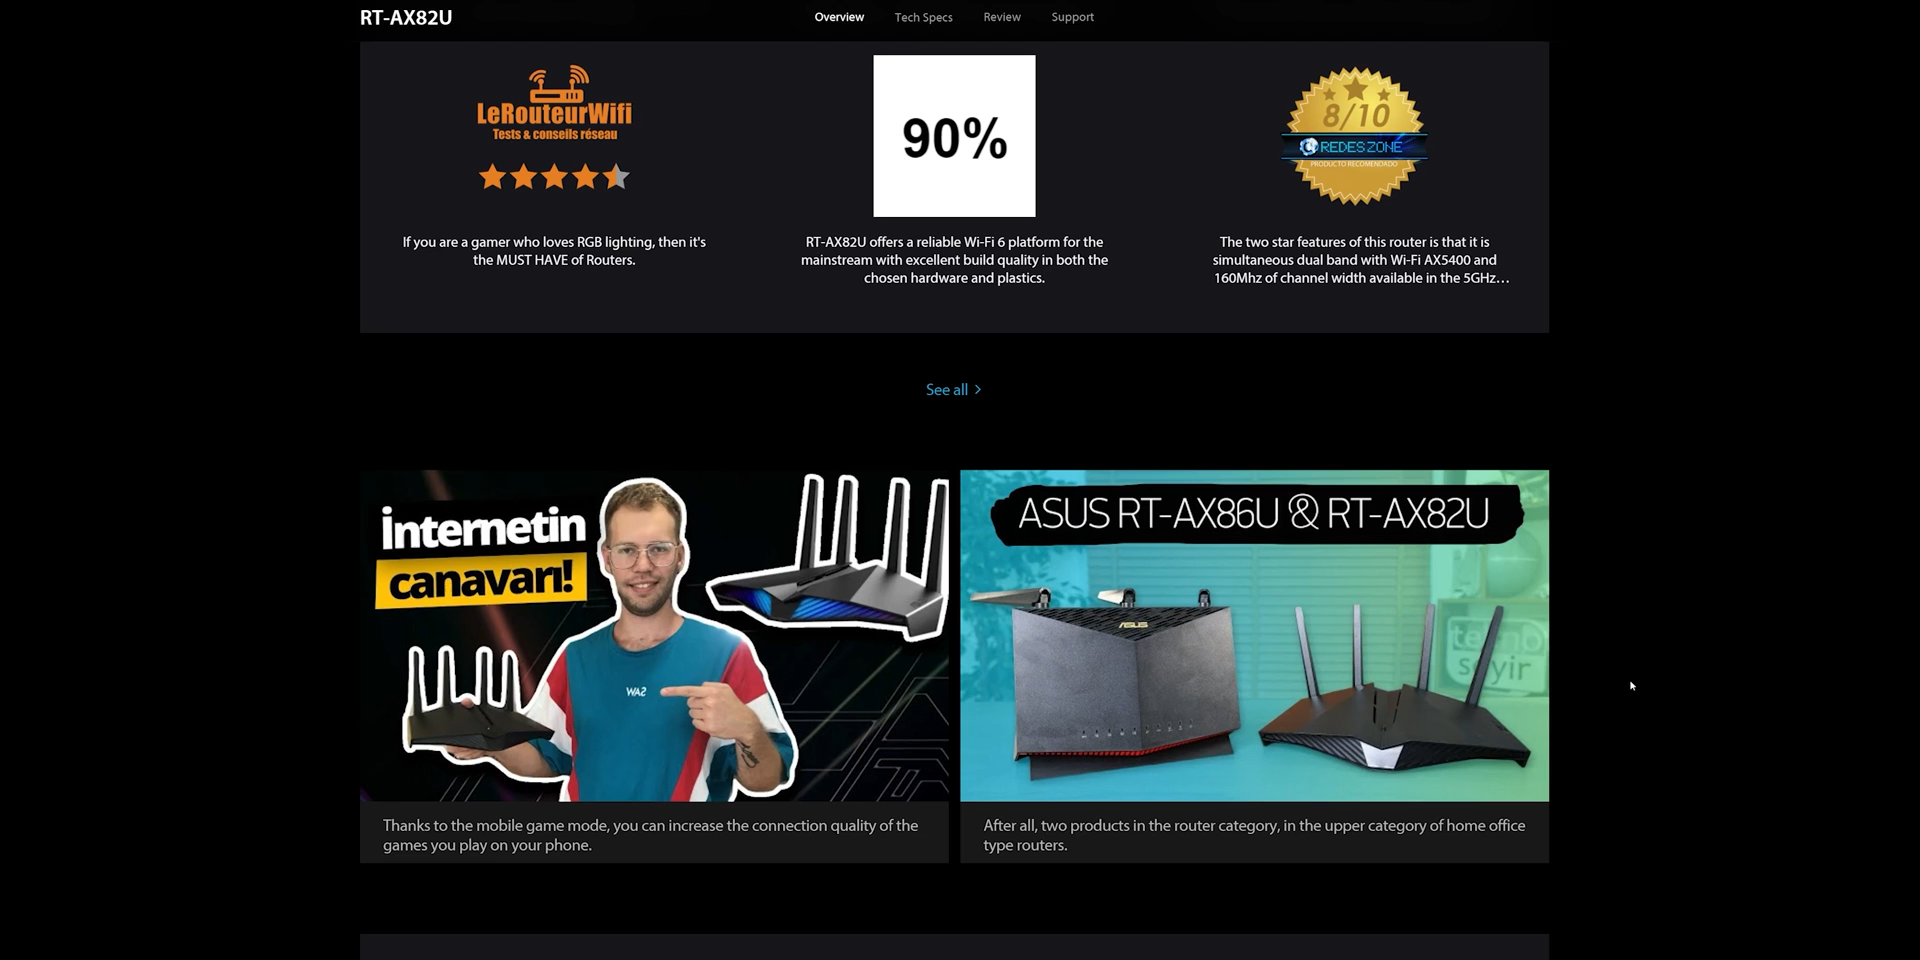 RT-AX82U
Overview
Tech Specs
Review
Support
LeRouteurWifi
Tests & conseils réseau
If you are a gamer who loves RGB lighting, then it's
the MUST HAVE of Routers.
90%
RT-AX82U offers a reliable Wi-Fi 6 platform for the
mainstream with excellent build quality in both the
chosen hardware and plastics.
8/10
REDES ZONE
PRODUCTO RECOMENDADO
The two star features of this router is that it is
simultaneous dual band with Wi-Fi AX5400 and
160Mhz of channel width available in the 5GHz…
See all >
internetin
canavarı!
WA2
Thanks to the mobile game mode, you can increase the connection quality of the
games you play on your phone.
ASUS RT-AX86U & RT-AX82U
ASUS
seyir
After all, two products in the router category, in the upper category of home office
type routers.